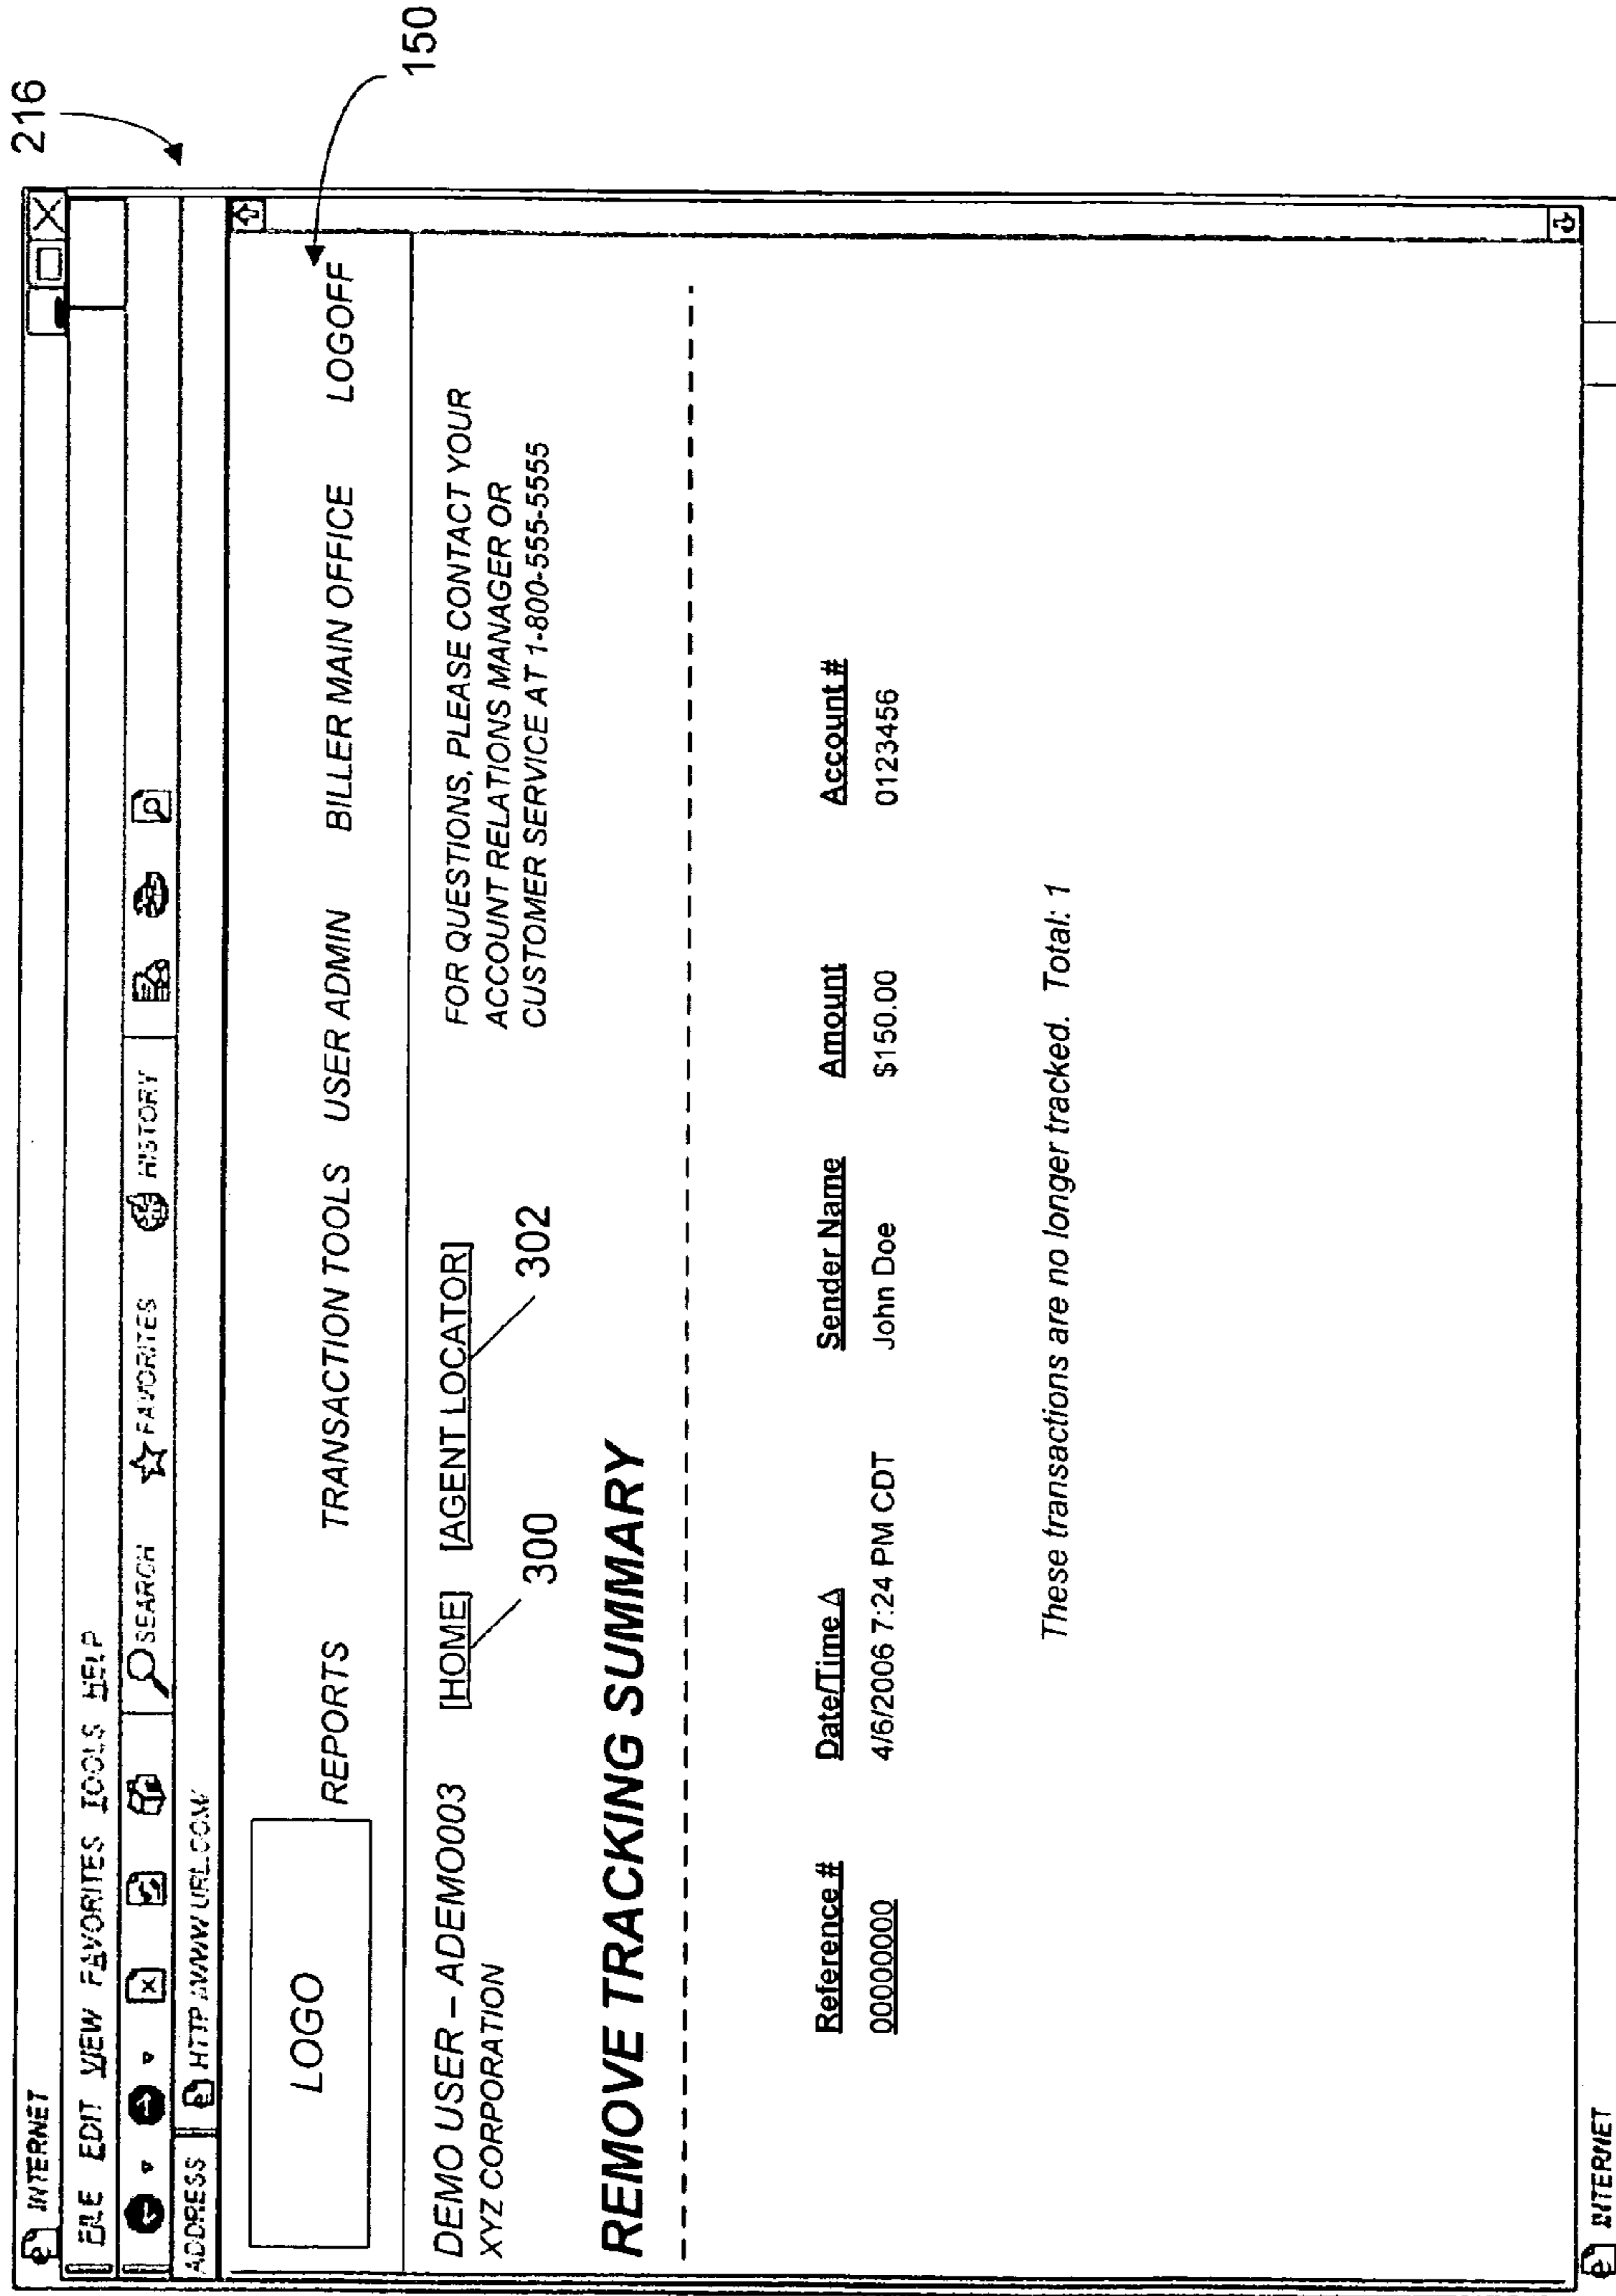 216
INTERNET
FILE EDIT VIEW FAVORITES TOOLS HELP
SEARCH FAVORITES HISTORY
ADDRESS HTTP://WWW.URL.COM/
150
LOGO REPORTS TRANSACTION TOOLS USER ADMIN BILLER MAIN OFFICE LOGOFF
DEMO USER – ADEMO003 [HOME] [AGENT LOCATOR] FOR QUESTIONS, PLEASE CONTACT YOUR
XYZ CORPORATION ACCOUNT RELATIONS MANAGER OR
300 302 CUSTOMER SERVICE AT 1-800-555-5555
REMOVE TRACKING SUMMARY
Reference # Date/Time Δ Sender Name Amount Account #
00000000 4/6/2006 7:24 PM CDT John Doe $150.00 0123456
These transactions are no longer tracked. Total: 1
INTERNET